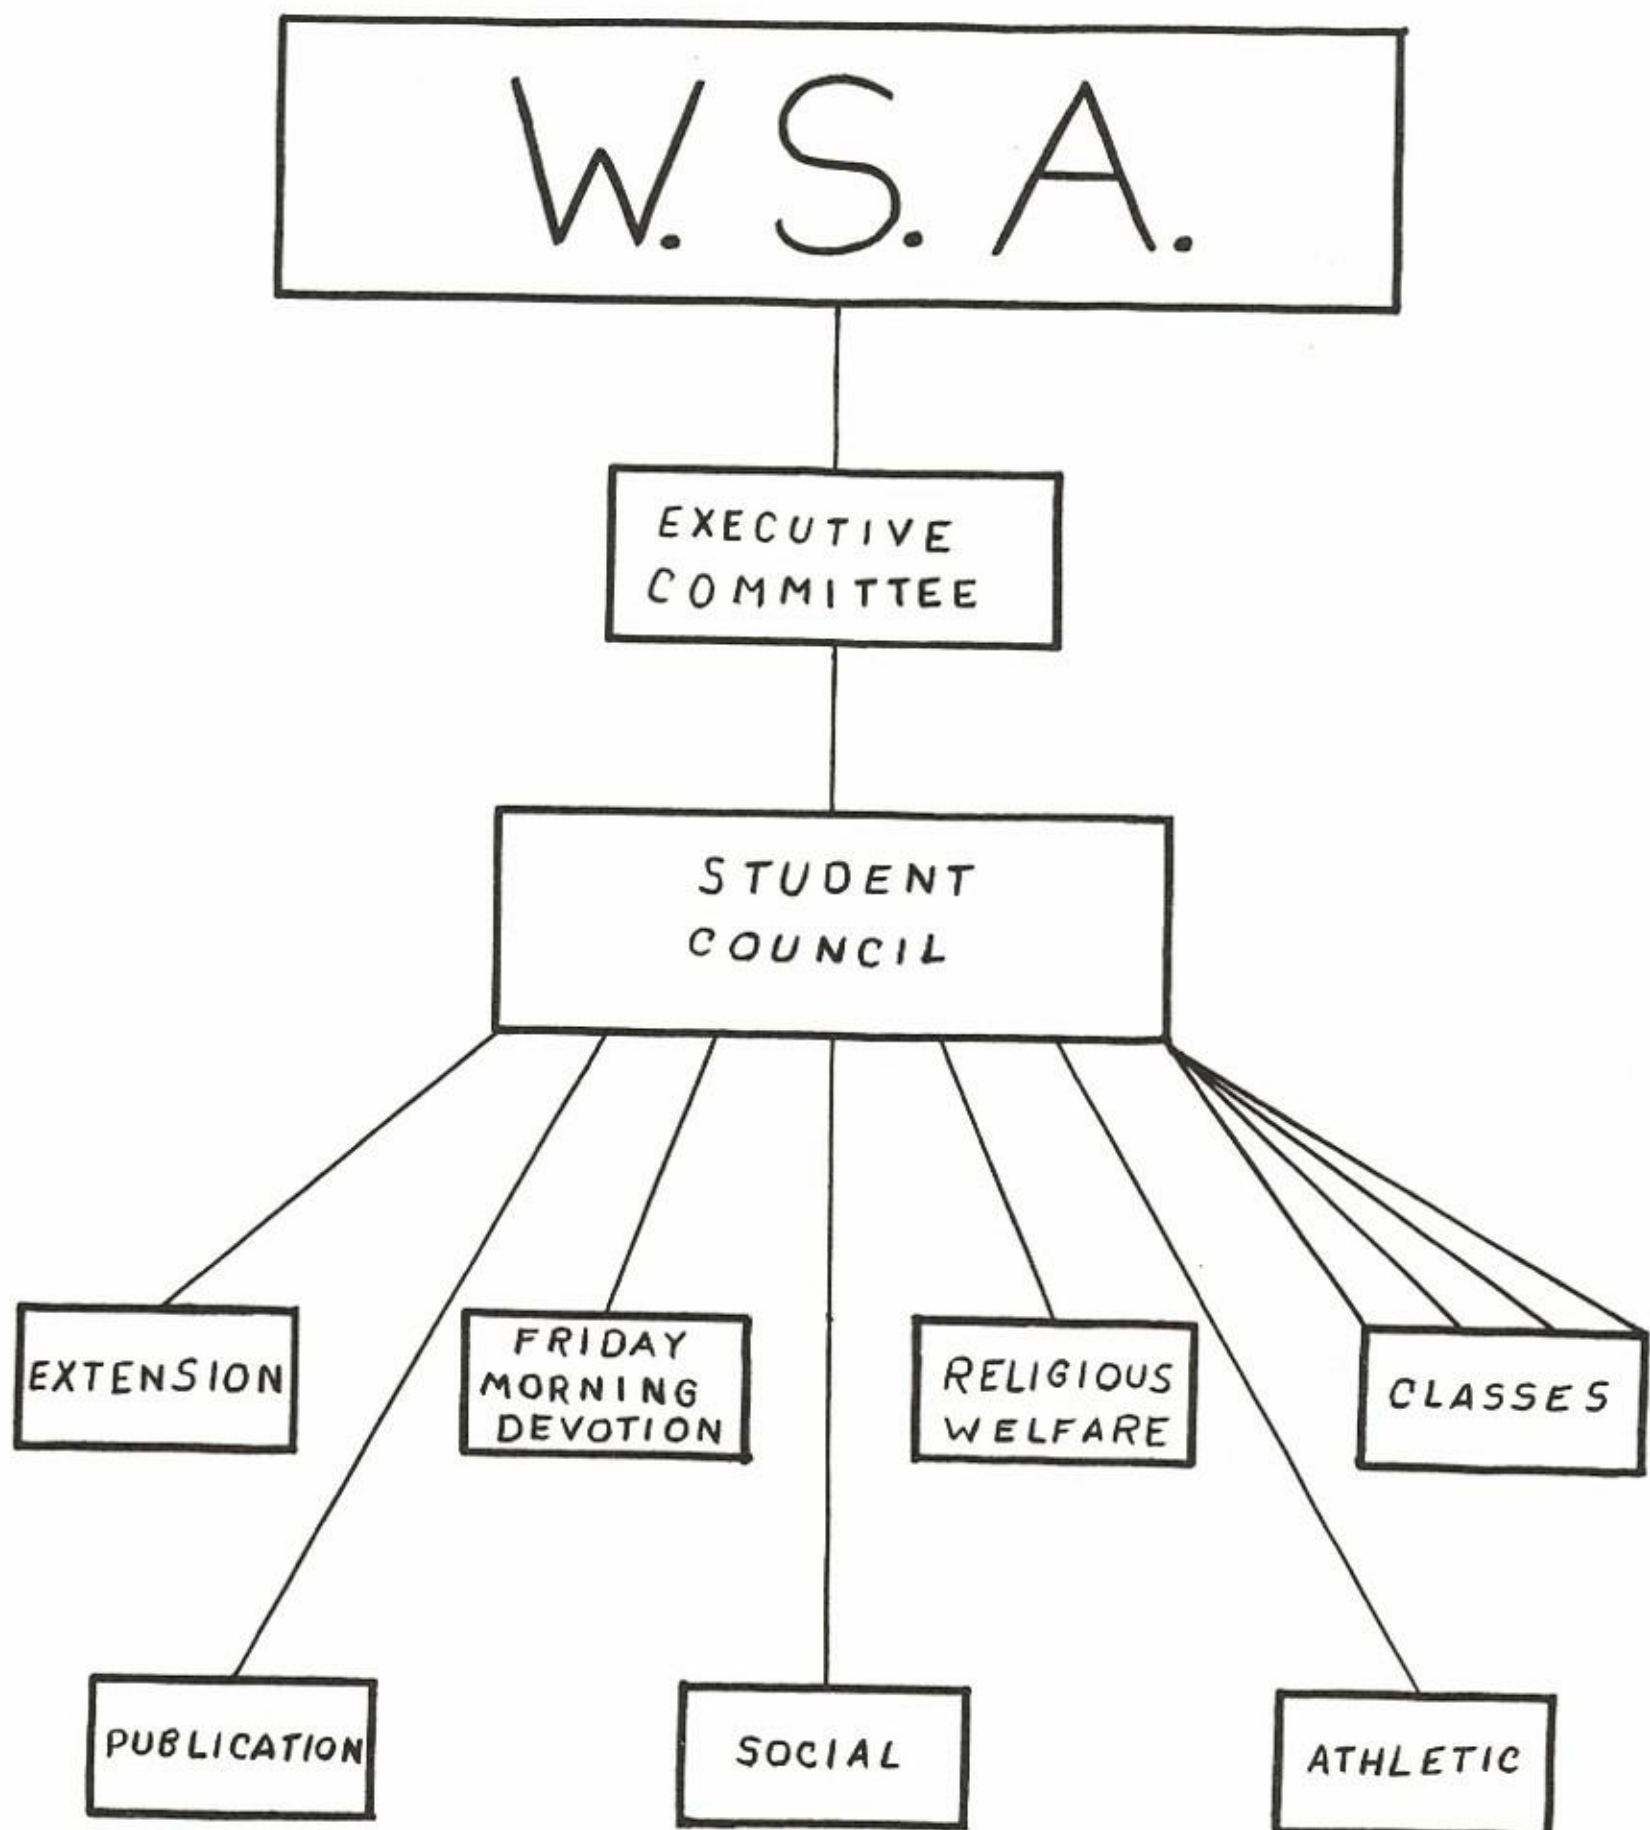 W. S. A.
EXECUTIVE
COMMITTEE
STUDENT
COUNCIL
EXTENSION
FRIDAY
MORNING
DEVOTION
RELIGIOUS
WELFARE
CLASSES
PUBLICATION
SOCIAL
ATHLETIC